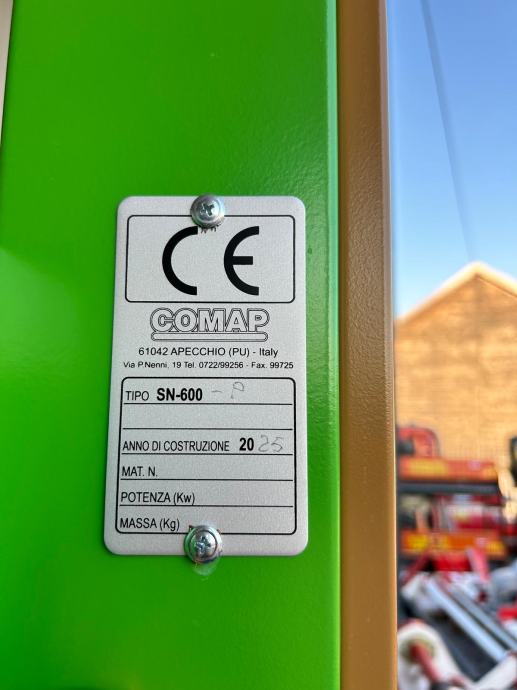 CE
COMAP
61042 APECCHIO (PU) - Italy
Via P.Nenni, 19 Tel. 0722/99256 - Fax. 99725
TIPO SN-600 -P
ANNO DI COSTRUZIONE 2025
MAT. N.
POTENZA (Kw)
MASSA (Kg)